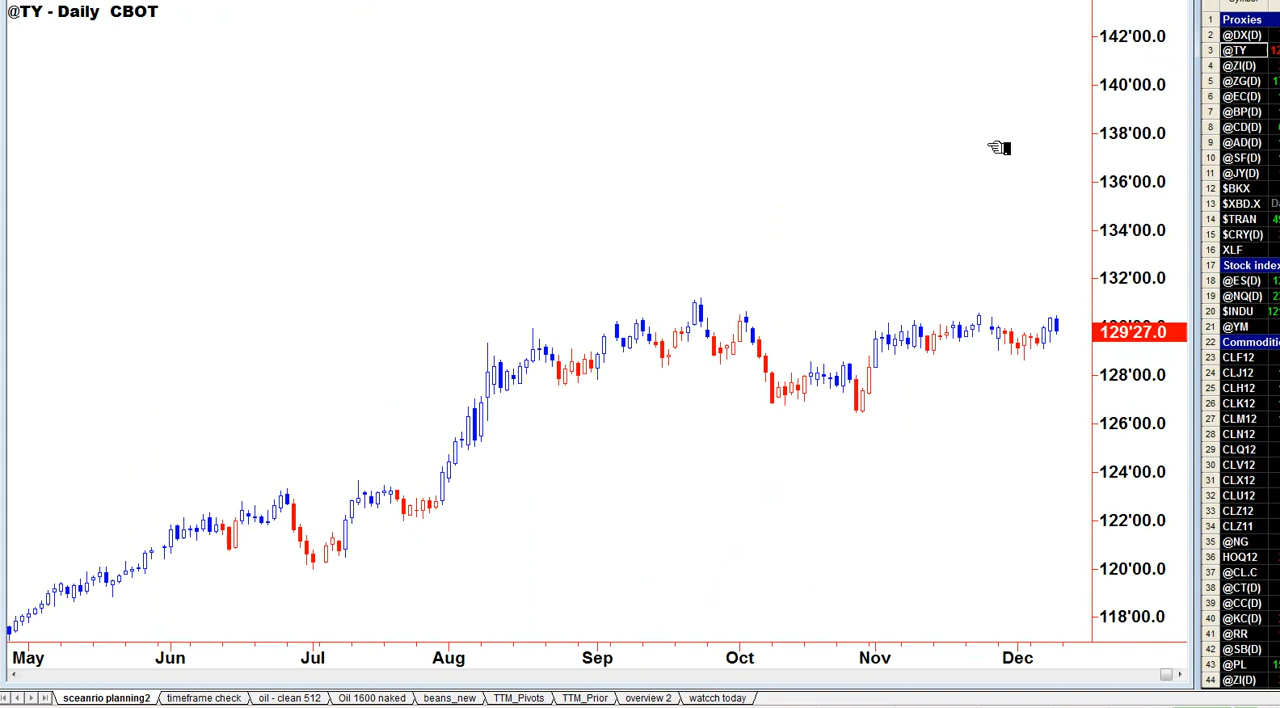 @TY - Daily CBOT
142'00.0
140'00.0
138'00.0
136'00.0
134'00.0
132'00.0
129'27.0
128'00.0
126'00.0
124'00.0
122'00.0
120'00.0
118'00.0
May Jun Jul Aug Sep Oct Nov Dec
sceanrio planning2 timeframe check oil - clean 512 Oil 1600 naked beans_new TTM_Pivots TTM_Prior overview 2 watch today
1 Proxies
2 @DX(D)
3 @TY
4 @ZI(D)
5 @ZG(D)
6 @EC(D)
7 @BP(D)
8 @CD(D)
9 @AD(D)
10 @SF(D)
11 @JY(D)
12 $BKX
13 $XBD.X
14 $TRAN
15 $CRY(D)
16 XLF
17 Stock index
18 @ES(D)
19 @NQ(D)
20 $INDU
21 @YM
22 Commoditi
23 CLF12
24 CLJ12
25 CLH12
26 CLK12
27 CLM12
28 CLN12
29 CLQ12
30 CLV12
31 CLX12
32 CLU12
33 CLZ12
34 CLZ11
35 @NG
36 HOQ12
37 @CL.C
38 @CT(D)
39 @CC(D)
40 @KC(D)
41 @RR
42 @SB(D)
43 @PL
44 @ZI(D)